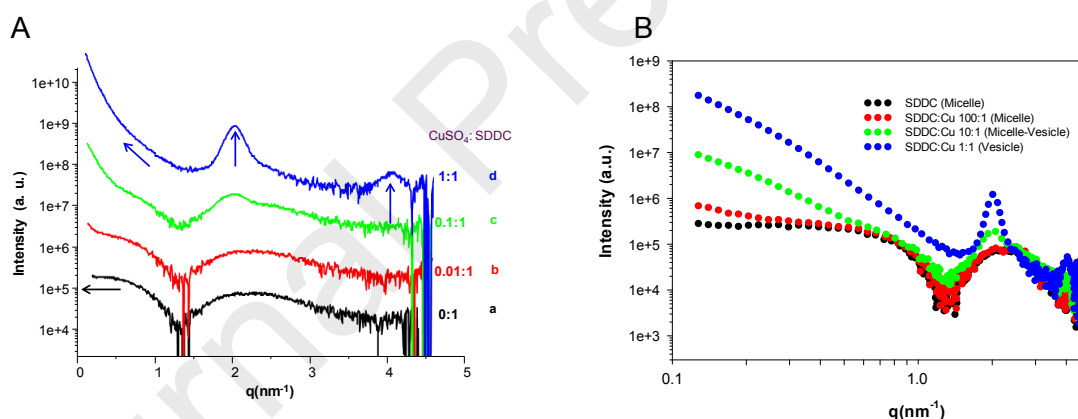 A
B
Intensity (a. u.)
1e+10
1e+9
1e+8
1e+7
1e+6
1e+5
1e+4
CuSO4: SDDC
1:1 d
0.1:1 c
0.01:1 b
0:1 a
0 1 2 3 4 5
q(nm-1)
Intensity (a.u.)
1e+9
1e+8
1e+7
1e+6
1e+5
1e+4
1e+3
SDDC (Micelle)
SDDC:Cu 100:1 (Micelle)
SDDC:Cu 10:1 (Micelle-Vesicle)
SDDC:Cu 1:1 (Vesicle)
0.1 1.0
q(nm-1)